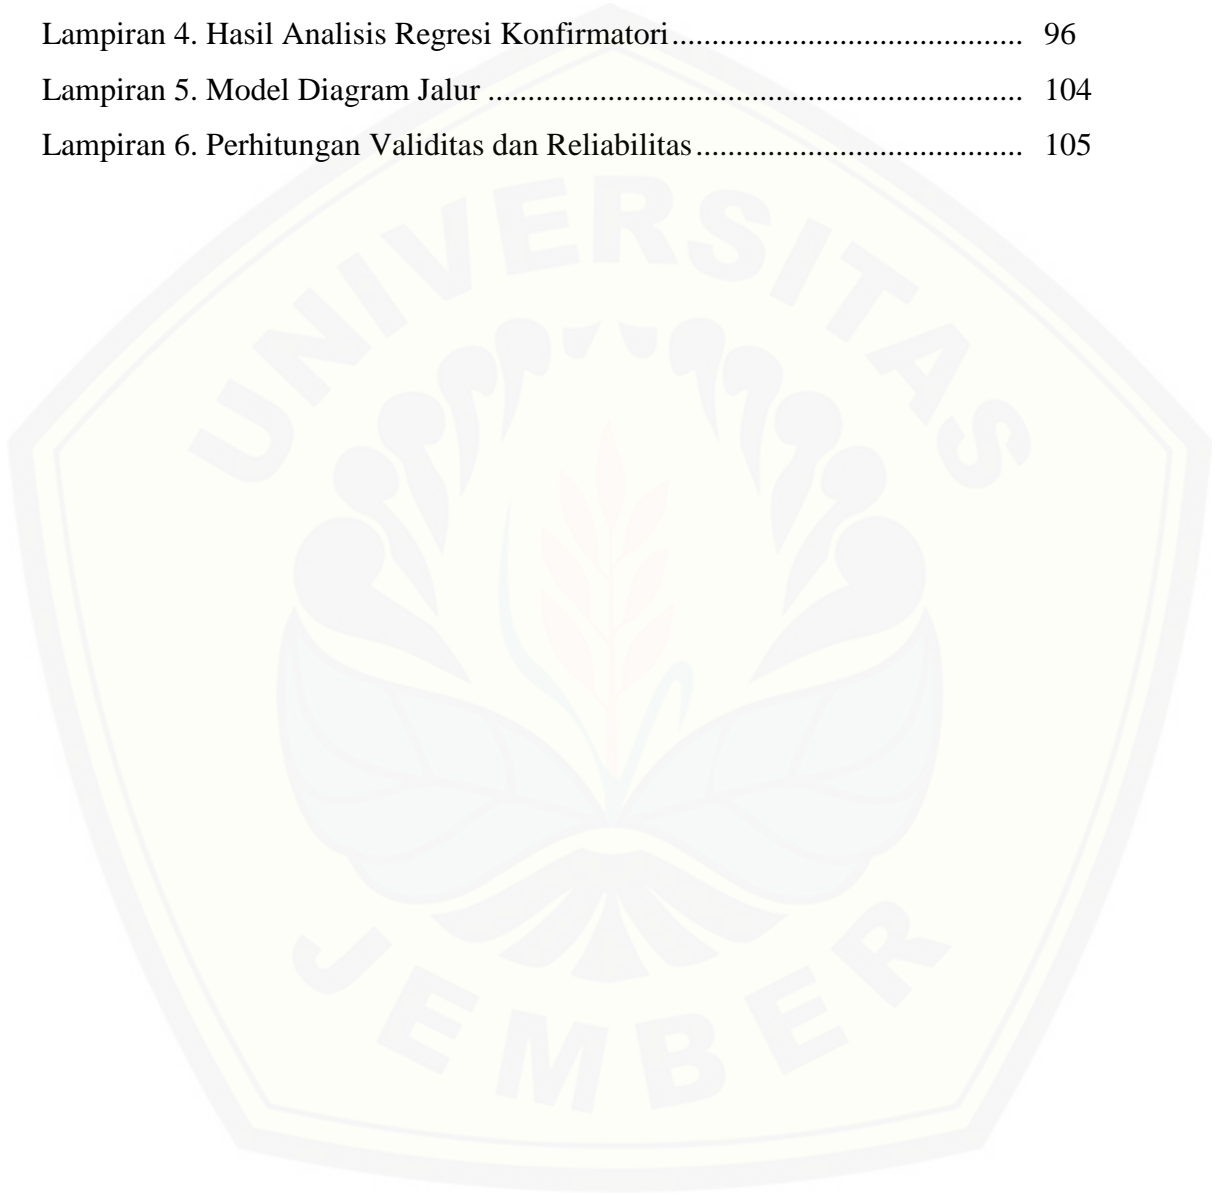 Lampiran 4. Hasil Analisis Regresi Konfirmatori............................................ 96
Lampiran 5. Model Diagram Jalur ................................................................... 104
Lampiran 6. Perhitungan Validitas dan Reliabilitas......................................... 105
UNIVERSITAS
JEMBER